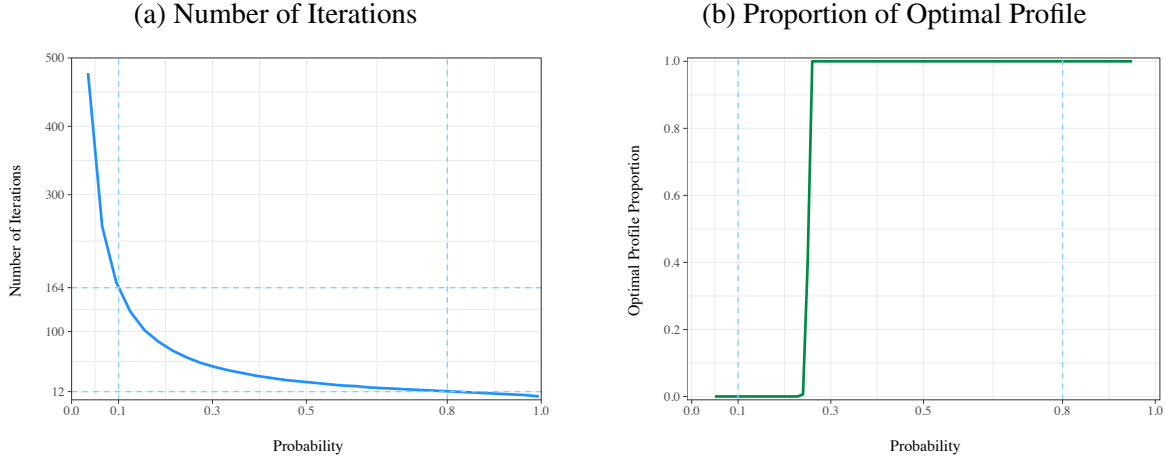 (a) Number of Iterations
500
400
300
164
100
12
0.0 0.1 0.3 0.5 0.8 1.0
Number of Iterations
Probability
(b) Proportion of Optimal Profile
1.0
0.8
0.6
0.4
0.2
0.0
0.0 0.1 0.3 0.5 0.8 1.0
Optimal Profile Proportion
Probability